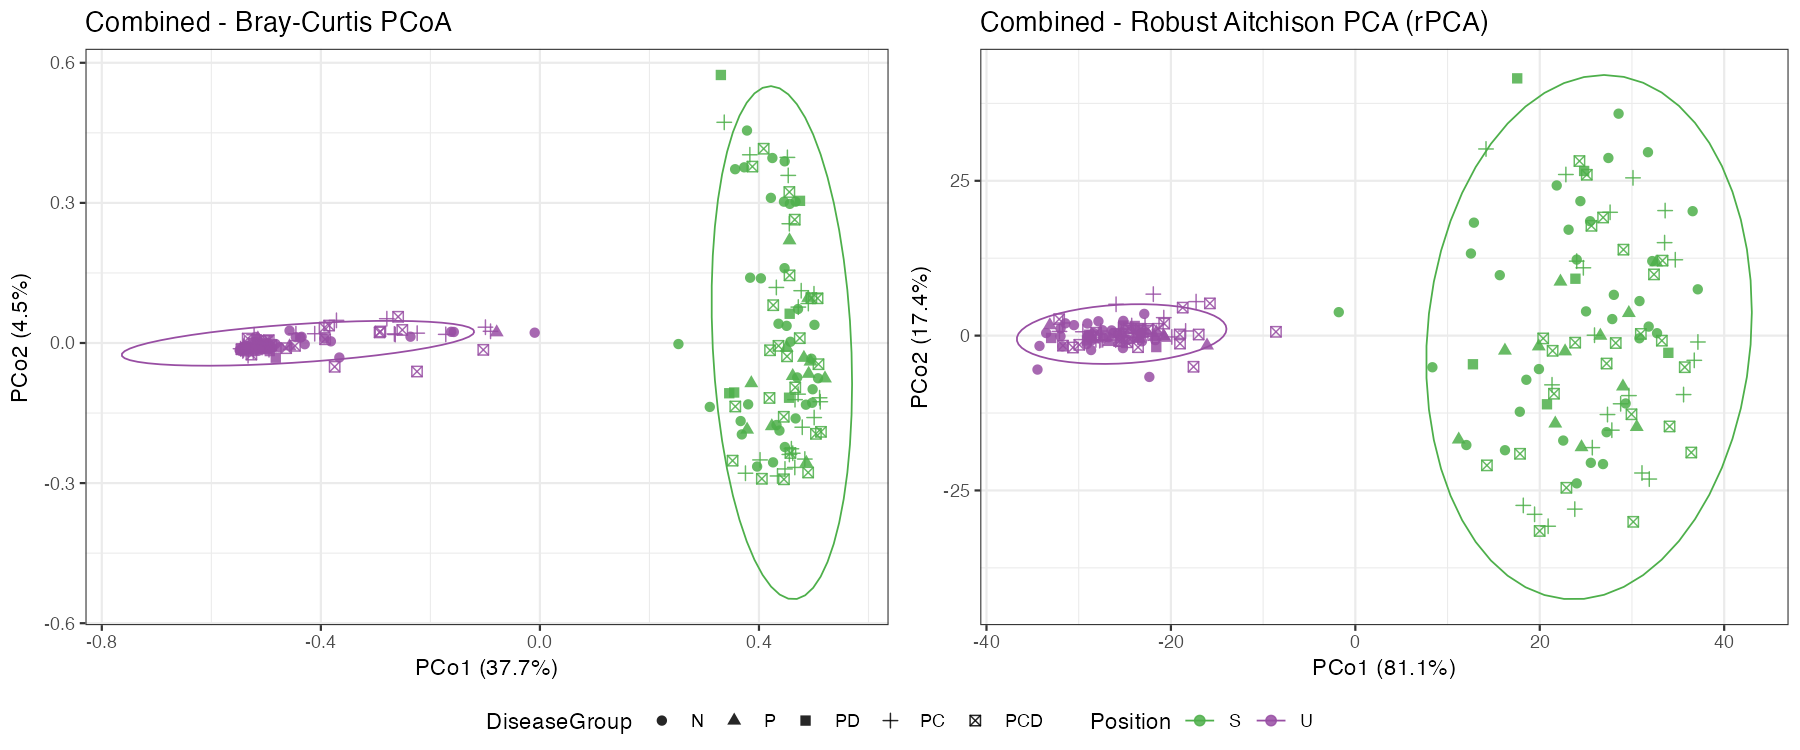 Combined - Bray-Curtis PCoA
0.6
0.3
0.0
-0.3
-0.6
PCo2 (4.5%)
-0.8
-0.4
0.0
0.4
PCo1 (37.7%)
Combined - Robust Aitchison PCA (rPCA)
25
0
-25
PCo2 (17.4%)
-40
-20
0
20
40
PCo1 (81.1%)
DiseaseGroup N P PD PC PCD Position S U